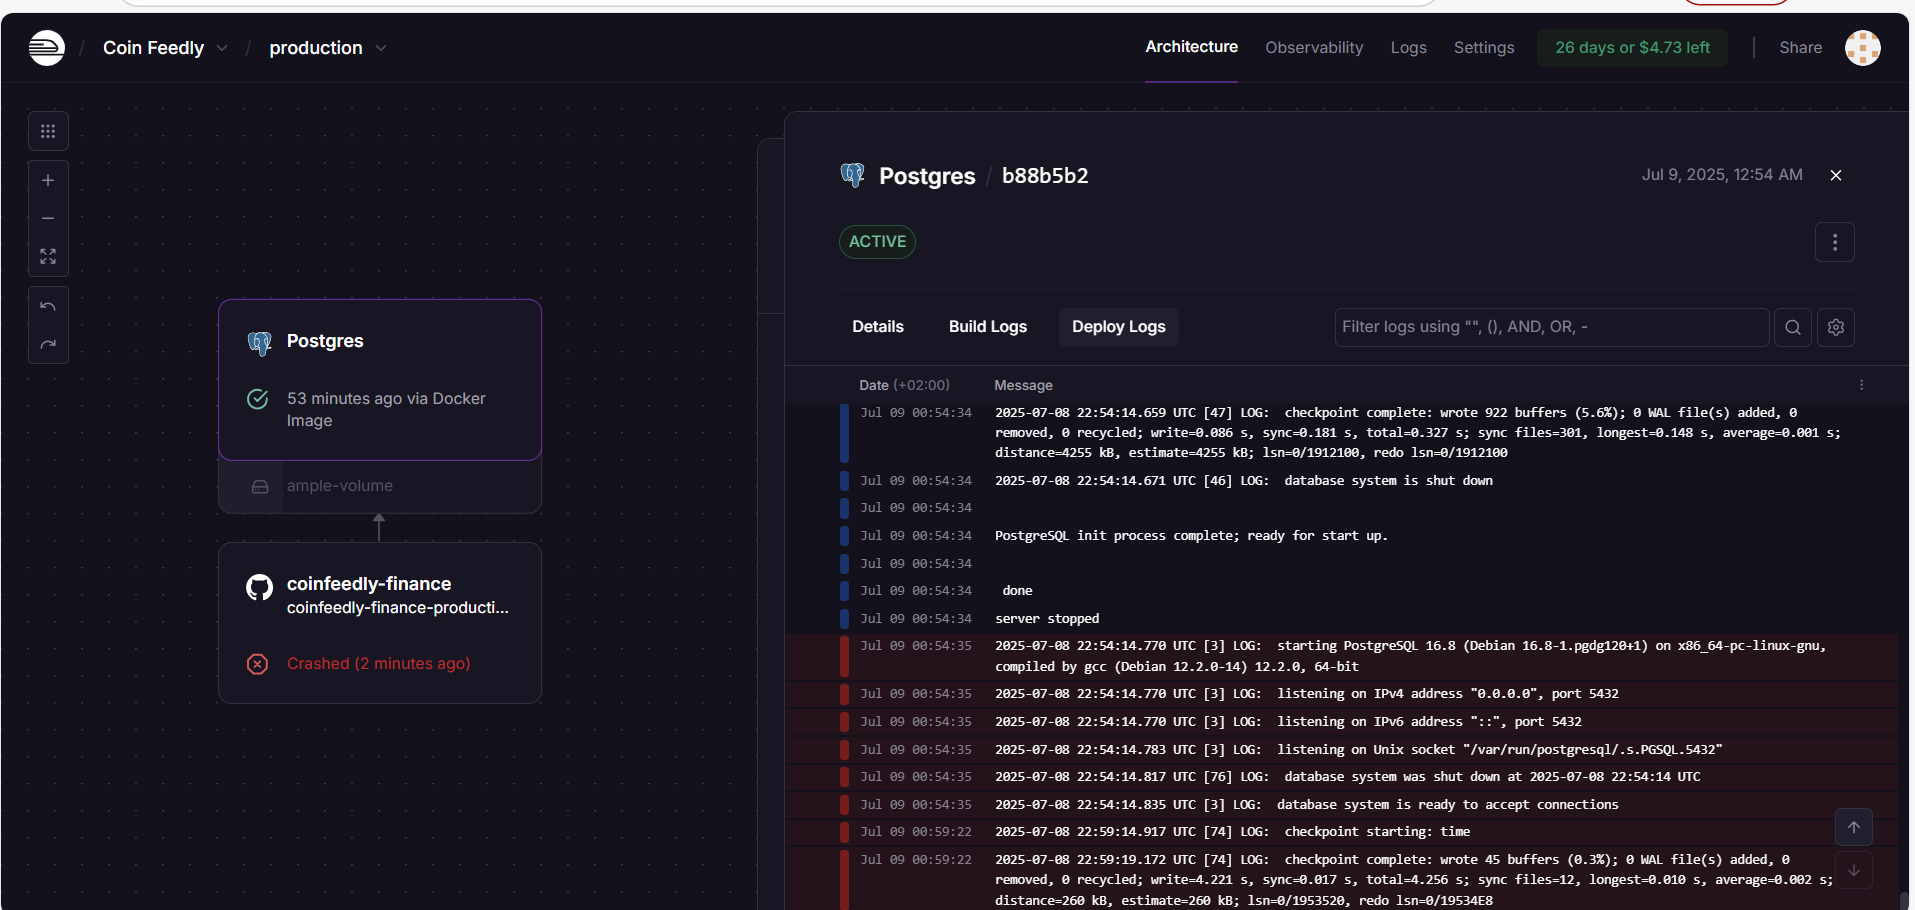 / Coin Feedly / production
Architecture Observability Logs Settings 26 days or $4.73 left Share
Postgres
53 minutes ago via Docker
Image
ample-volume
coinfeedly-finance
coinfeedly-finance-producti...
Crashed (2 minutes ago)
Postgres / b88b5b2
Jul 9, 2025, 12:54 AM
ACTIVE
Details Build Logs Deploy Logs Filter logs using "", (), AND, OR, -
Date (+02:00) Message
Jul 09 00:54:34 2025-07-08 22:54:14.659 UTC [47] LOG: checkpoint complete: wrote 922 buffers (5.6%); 0 WAL file(s) added, 0
removed, 0 recycled; write=0.086 s, sync=0.181 s, total=0.327 s; sync files=301, longest=0.148 s, average=0.001 s;
distance=4255 kB, estimate=4255 kB; lsn=0/1912100, redo lsn=0/1912100
Jul 09 00:54:34 2025-07-08 22:54:14.671 UTC [46] LOG: database system is shut down
Jul 09 00:54:34
Jul 09 00:54:34 PostgreSQL init process complete; ready for start up.
Jul 09 00:54:34
Jul 09 00:54:34 done
Jul 09 00:54:34 server stopped
Jul 09 00:54:35 2025-07-08 22:54:14.770 UTC [3] LOG: starting PostgreSQL 16.8 (Debian 16.8-1.pgdg120+1) on x86_64-pc-linux-gnu,
compiled by gcc (Debian 12.2.0-14) 12.2.0, 64-bit
Jul 09 00:54:35 2025-07-08 22:54:14.770 UTC [3] LOG: listening on IPv4 address "0.0.0.0", port 5432
Jul 09 00:54:35 2025-07-08 22:54:14.770 UTC [3] LOG: listening on IPv6 address "::", port 5432
Jul 09 00:54:35 2025-07-08 22:54:14.783 UTC [3] LOG: listening on Unix socket "/var/run/postgresql/.s.PGSQL.5432"
Jul 09 00:54:35 2025-07-08 22:54:14.817 UTC [76] LOG: database system was shut down at 2025-07-08 22:54:14 UTC
Jul 09 00:54:35 2025-07-08 22:54:14.835 UTC [3] LOG: database system is ready to accept connections
Jul 09 00:59:22 2025-07-08 22:59:14.917 UTC [74] LOG: checkpoint starting: time
Jul 09 00:59:22 2025-07-08 22:59:19.172 UTC [74] LOG: checkpoint complete: wrote 45 buffers (0.3%); 0 WAL file(s) added, 0
removed, 0 recycled; write=4.221 s, sync=0.017 s, total=4.256 s; sync files=12, longest=0.010 s, average=0.002 s;
distance=260 kB, estimate=260 kB; lsn=0/1953520, redo lsn=0/19534E8